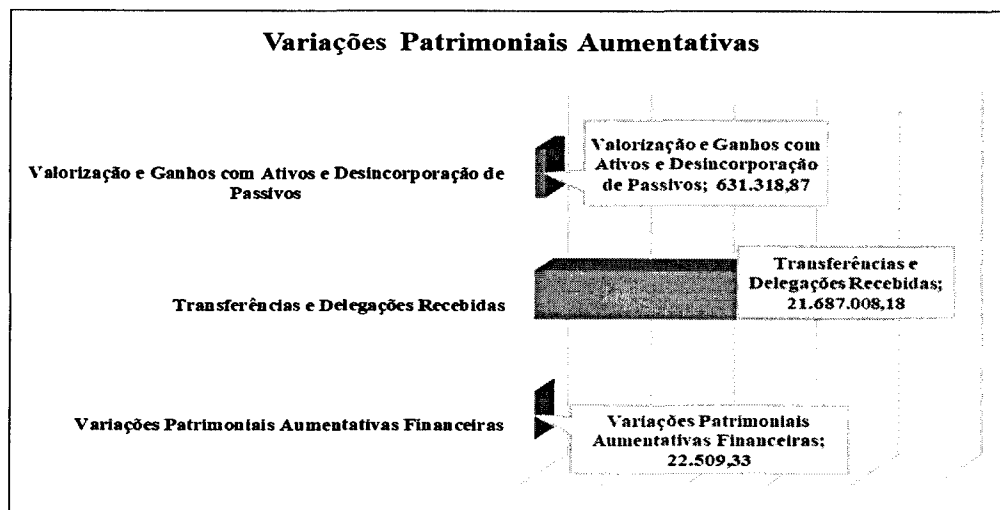 Variações Patrimoniais Aumentativas
Valorização e Ganhos com Ativos e Desincorporação de
Passivos
Valorização e Ganhos com
Ativos e Desincorporação
de Passivos; 631.318,87
Transferências e Delegações Recebidas
Transferências e
Delegações Recebidas;
21.687.008,18
Variações Patrimoniais Aumentativas Financeiras
Variações Patrimoniais
Aumentativas Financeiras;
22.509,33